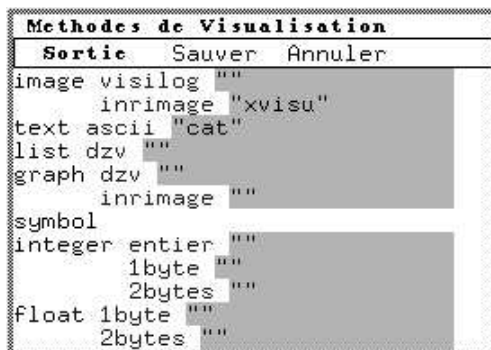 Methodes de Visualisation
Sortie Sauver Annuler
image visilog ""
inrimage "xvisu"
text ascii "cat"
list dzv ""
graph dzv ""
inrimage ""
symbol
integer entier ""
1byte ""
2bytes ""
float 1byte ""
2bytes ""